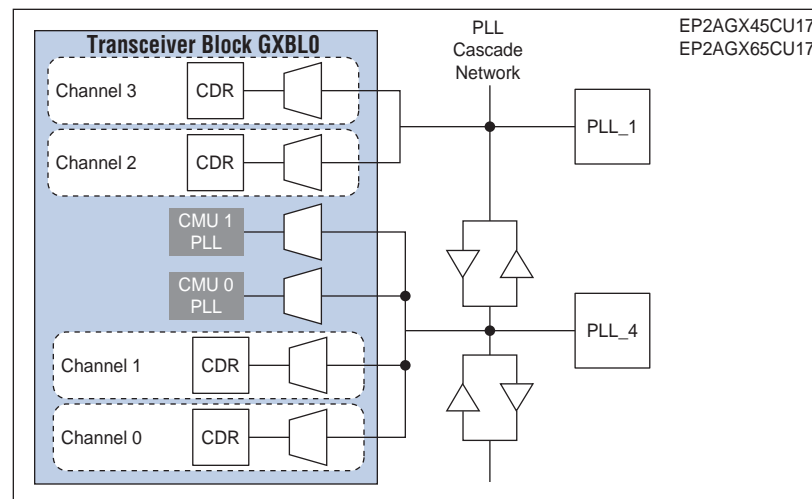 EP2AGX45CU17
EP2AGX65CU17
PLL
Cascade
Network
Transceiver Block GXBL0
Channel 3
CDR
PLL_1
Channel 2
CDR
CMU 1
PLL
CMU 0
PLL
PLL_4
Channel 1
CDR
Channel 0
CDR